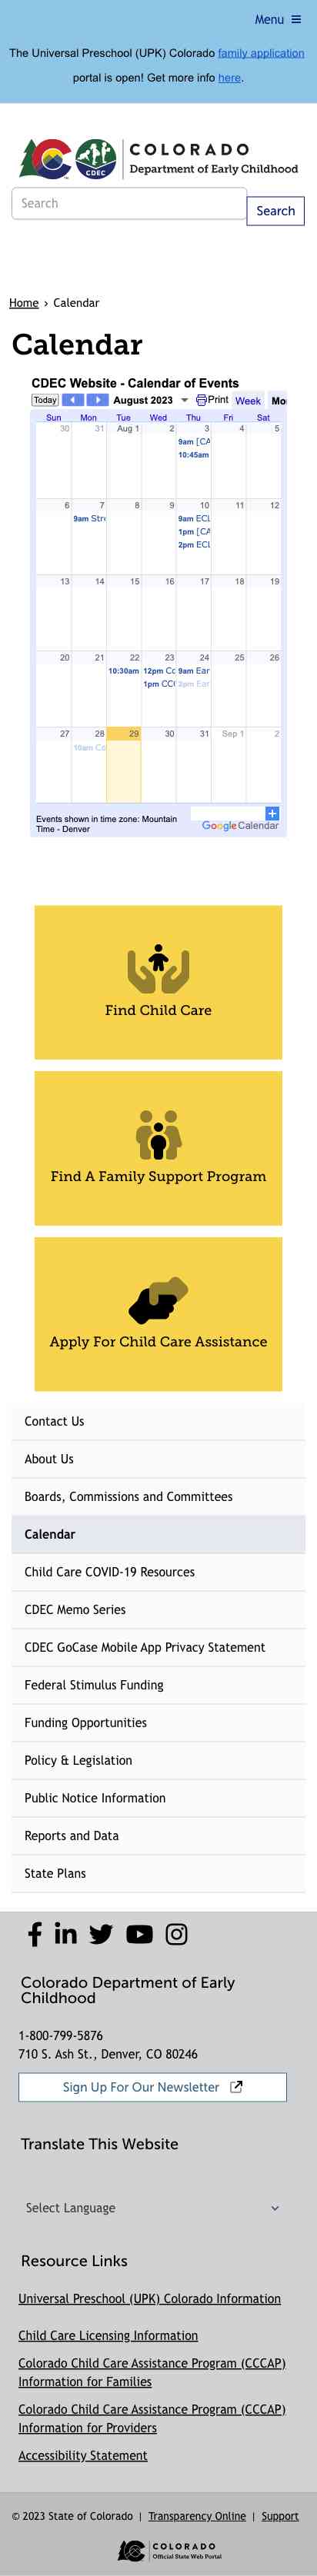 Menu
The Universal Preschool (UPK) Colorado family application
portal is open! Get more info here.
C
CDEC
COLORADO
Department of Early Childhood
Search
Search
Home › Calendar
Calendar
CDEC Website - Calendar of Events
Today August 2023 Print Week Mo
Sun Mon Tue Wed Thu Fri Sat
30 31 Aug 1 2 3 4 5
9am [CA
10:45am
6 7 8 9 10 11 12
9am Stre 9am ECL
1pm [CA
2pm ECL
13 14 15 16 17 18 19
20 21 22 23 24 25 26
10:30am 12pm Co 9am Ear
1pm CCC 2pm Ear
27 28 29 30 31 Sep 1 2
10am Co
Events shown in time zone: Mountain
Time - Denver
Google Calendar
Find Child Care
Find A Family Support Program
Apply For Child Care Assistance
Contact Us
About Us
Boards, Commissions and Committees
Calendar
Child Care COVID-19 Resources
CDEC Memo Series
CDEC GoCase Mobile App Privacy Statement
Federal Stimulus Funding
Funding Opportunities
Policy & Legislation
Public Notice Information
Reports and Data
State Plans
Colorado Department of Early
Childhood
1-800-799-5876
710 S. Ash St., Denver, CO 80246
Sign Up For Our Newsletter
Translate This Website
Select Language
Resource Links
Universal Preschool (UPK) Colorado Information
Child Care Licensing Information
Colorado Child Care Assistance Program (CCCAP)
Information for Families
Colorado Child Care Assistance Program (CCCAP)
Information for Providers
Accessibility Statement
© 2023 State of Colorado | Transparency Online | Support
COLORADO
Official State Web Portal